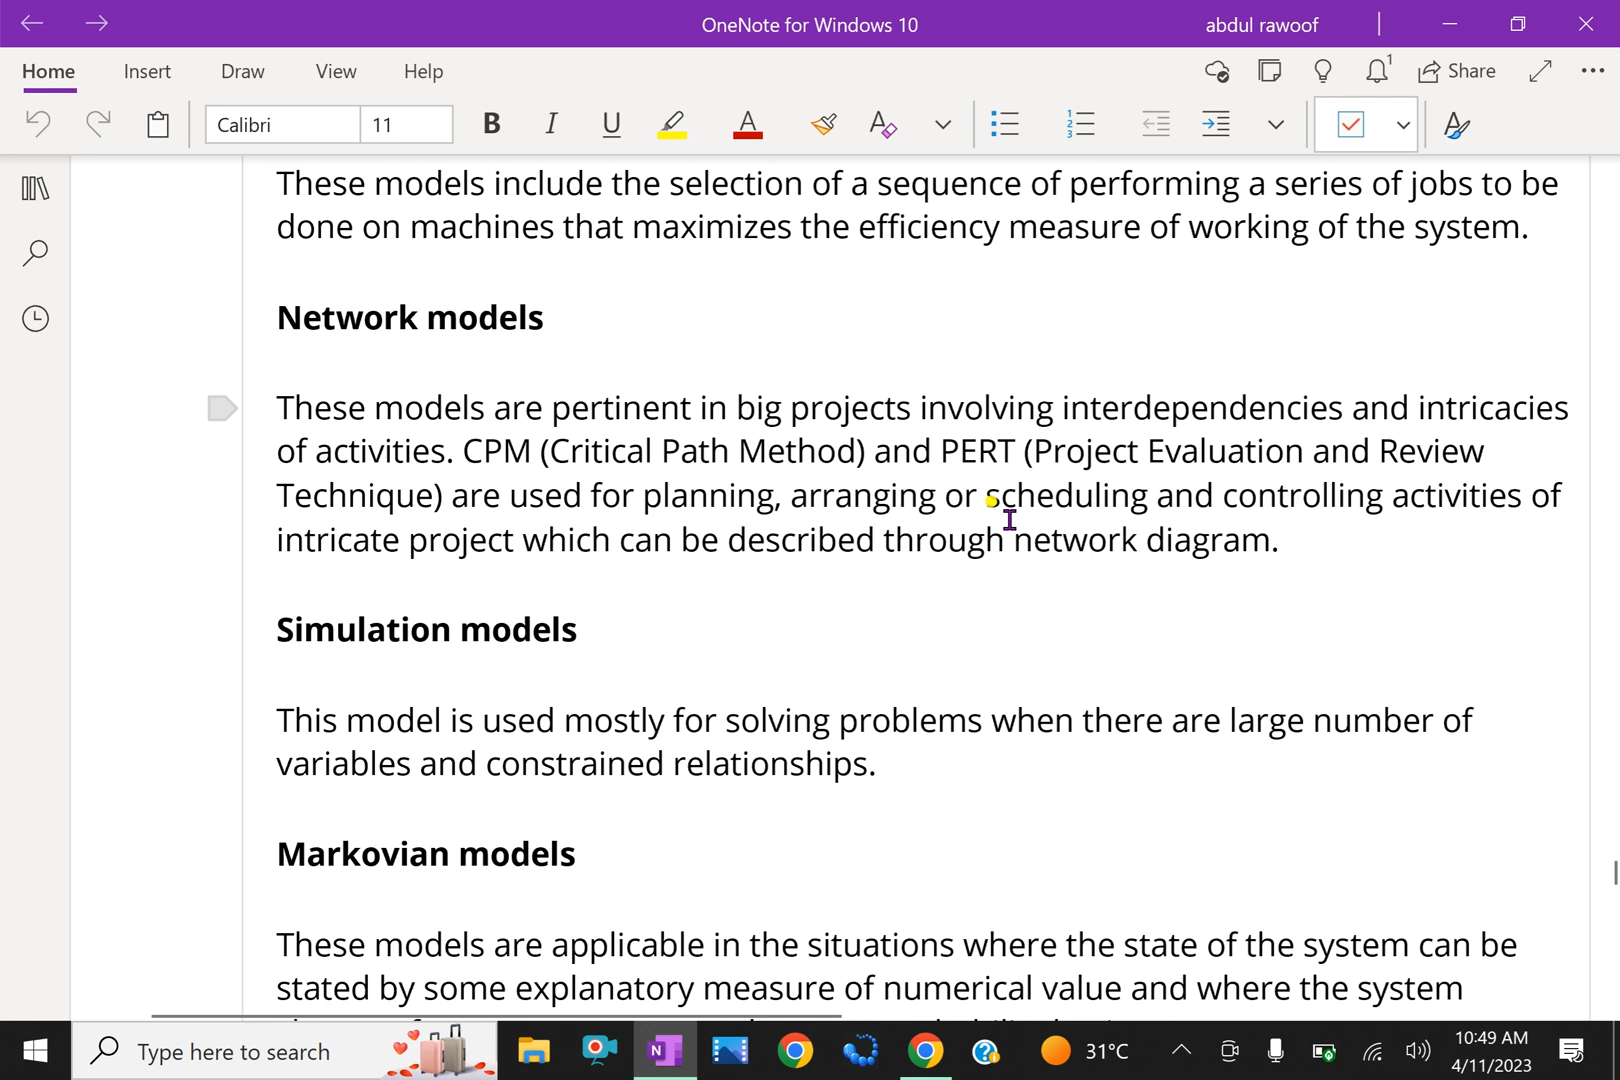 OneNote for Windows 10
abdul rawoof
Home Insert Draw View Help
1
Share
Calibri 11 B I U A A
1
2
3
These models include the selection of a sequence of performing a series of jobs to be
done on machines that maximizes the efficiency measure of working of the system.
Network models
These models are pertinent in big projects involving interdependencies and intricacies
of activities. CPM (Critical Path Method) and PERT (Project Evaluation and Review
Technique) are used for planning, arranging or scheduling and controlling activities of
intricate project which can be described through network diagram.
Simulation models
This model is used mostly for solving problems when there are large number of
variables and constrained relationships.
Markovian models
These models are applicable in the situations where the state of the system can be
stated by some explanatory measure of numerical value and where the system
Type here to search
N
31°C
10:49 AM
4/11/2023